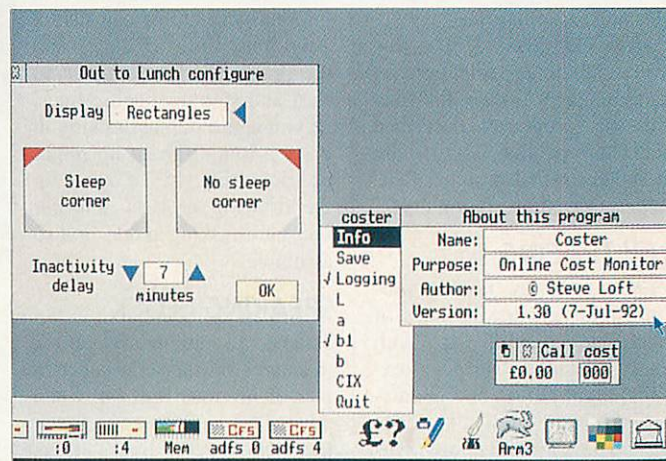 Out to Lunch configure
Display Rectangles
Sleep corner
No sleep corner
Inactivity delay 7 minutes
OK
coster
Info
Save
√ Logging
L
a
√ b1
b
CIX
Quit
About this program
Name: Coster
Purpose: Online Cost Monitor
Author: © Steve Loft
Version: 1.30 (7-Jul-92)
Call cost
£0.00 000
:0
:4
Mem
CFS
adfs 0
CFS
adfs 4
£?
Arm3